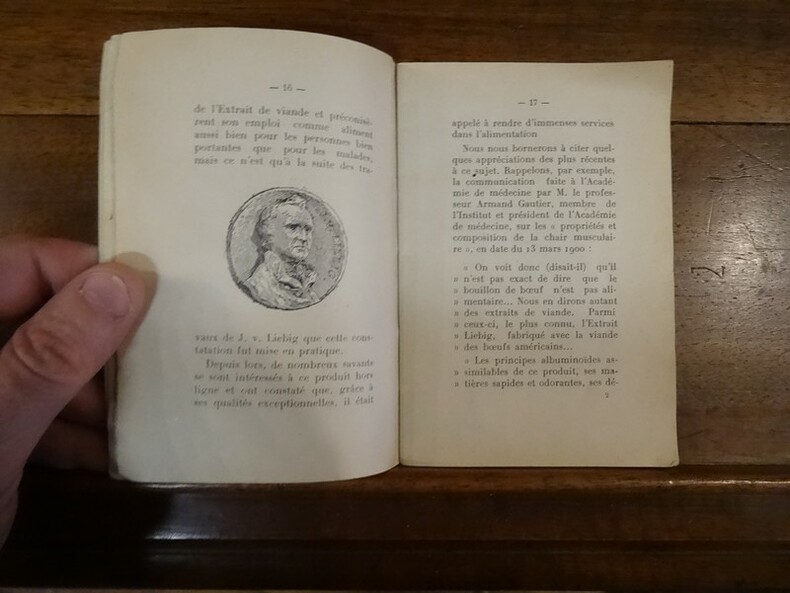 — 16 —
de l'Extrait de viande et préconisè-
rent son emploi comme aliment
aussi bien pour les personnes bien
portantes que pour les malades,
mais ce n'est qu'à la suite des tra-
vaux de J. v. Liebig que cette cons-
tatation fut mise en pratique.
Depuis lors, de nombreux savants
se sont intéressés à ce produit hors
ligne et ont constaté que, grâce à
ses qualités exceptionnelles, il était
— 17 —
appelé à rendre d'immenses services
dans l'alimentation
Nous nous bornerons à citer quel-
ques appréciations des plus récentes
à ce sujet. Rappelons, par exemple,
la communication faite à l'Acadé-
mie de médecine par M. le profes-
seur Armand Gautier, membre de
l'Institut et président de l'Académie
de médecine, sur les « propriétés et
composition de la chair musculai-
re », en date du 13 mars 1900 :
« On voit donc (disait-il) qu'il
» n'est pas exact de dire que le
» bouillon de bœuf n'est pas ali-
» mentaire... Nous en dirons autant
» des extraits de viande. Parmi
» ceux-ci, le plus connu, l'Extrait
» Liebig, fabriqué avec la viande
» des bœufs américains...
« Les principes albuminoïdes as-
» similables de ce produit, ses ma-
» tières sapides et odorantes, ses dé-
2